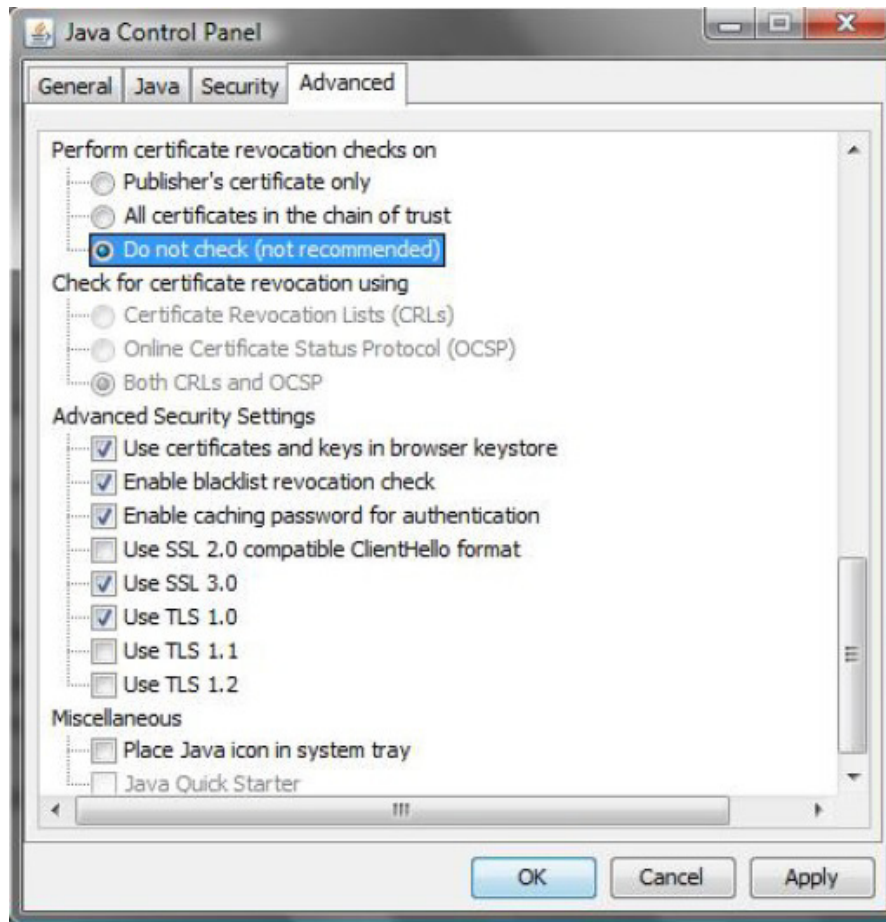 Java Control Panel
General Java Security Advanced
Perform certificate revocation checks on
Publisher's certificate only
All certificates in the chain of trust
Do not check (not recommended)
Check for certificate revocation using
Certificate Revocation Lists (CRLs)
Online Certificate Status Protocol (OCSP)
Both CRLs and OCSP
Advanced Security Settings
Use certificates and keys in browser keystore
Enable blacklist revocation check
Enable caching password for authentication
Use SSL 2.0 compatible ClientHello format
Use SSL 3.0
Use TLS 1.0
Use TLS 1.1
Use TLS 1.2
Miscellaneous
Place Java icon in system tray
Java Quick Starter
OK Cancel Apply